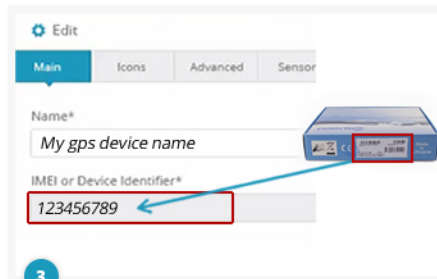 Edit
Main Icons Advanced Sensor
Name*
My gps device name
IMEI or Device Identifier*
123456789
3